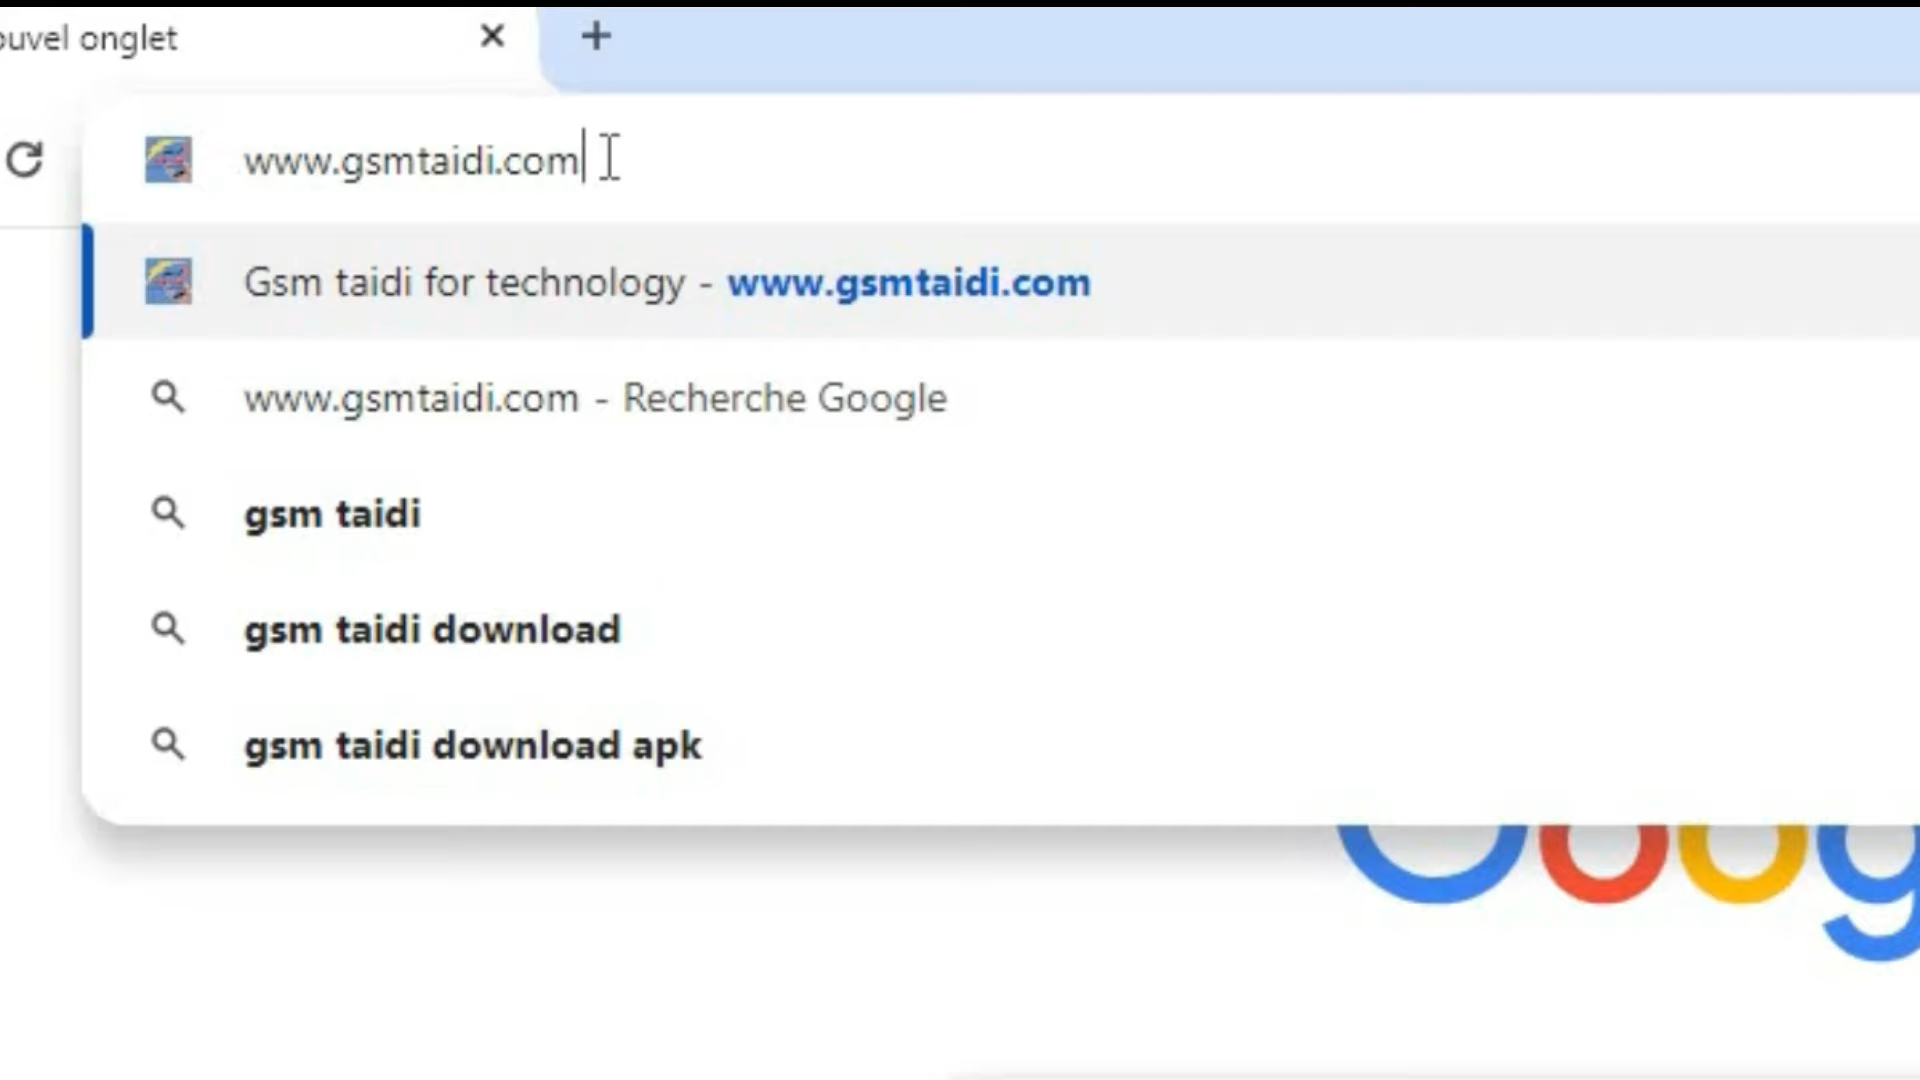 ouvel onglet
www.gsmtaidi.com
Gsm taidi for technology - www.gsmtaidi.com
www.gsmtaidi.com - Recherche Google
gsm taidi
gsm taidi download
gsm taidi download apk